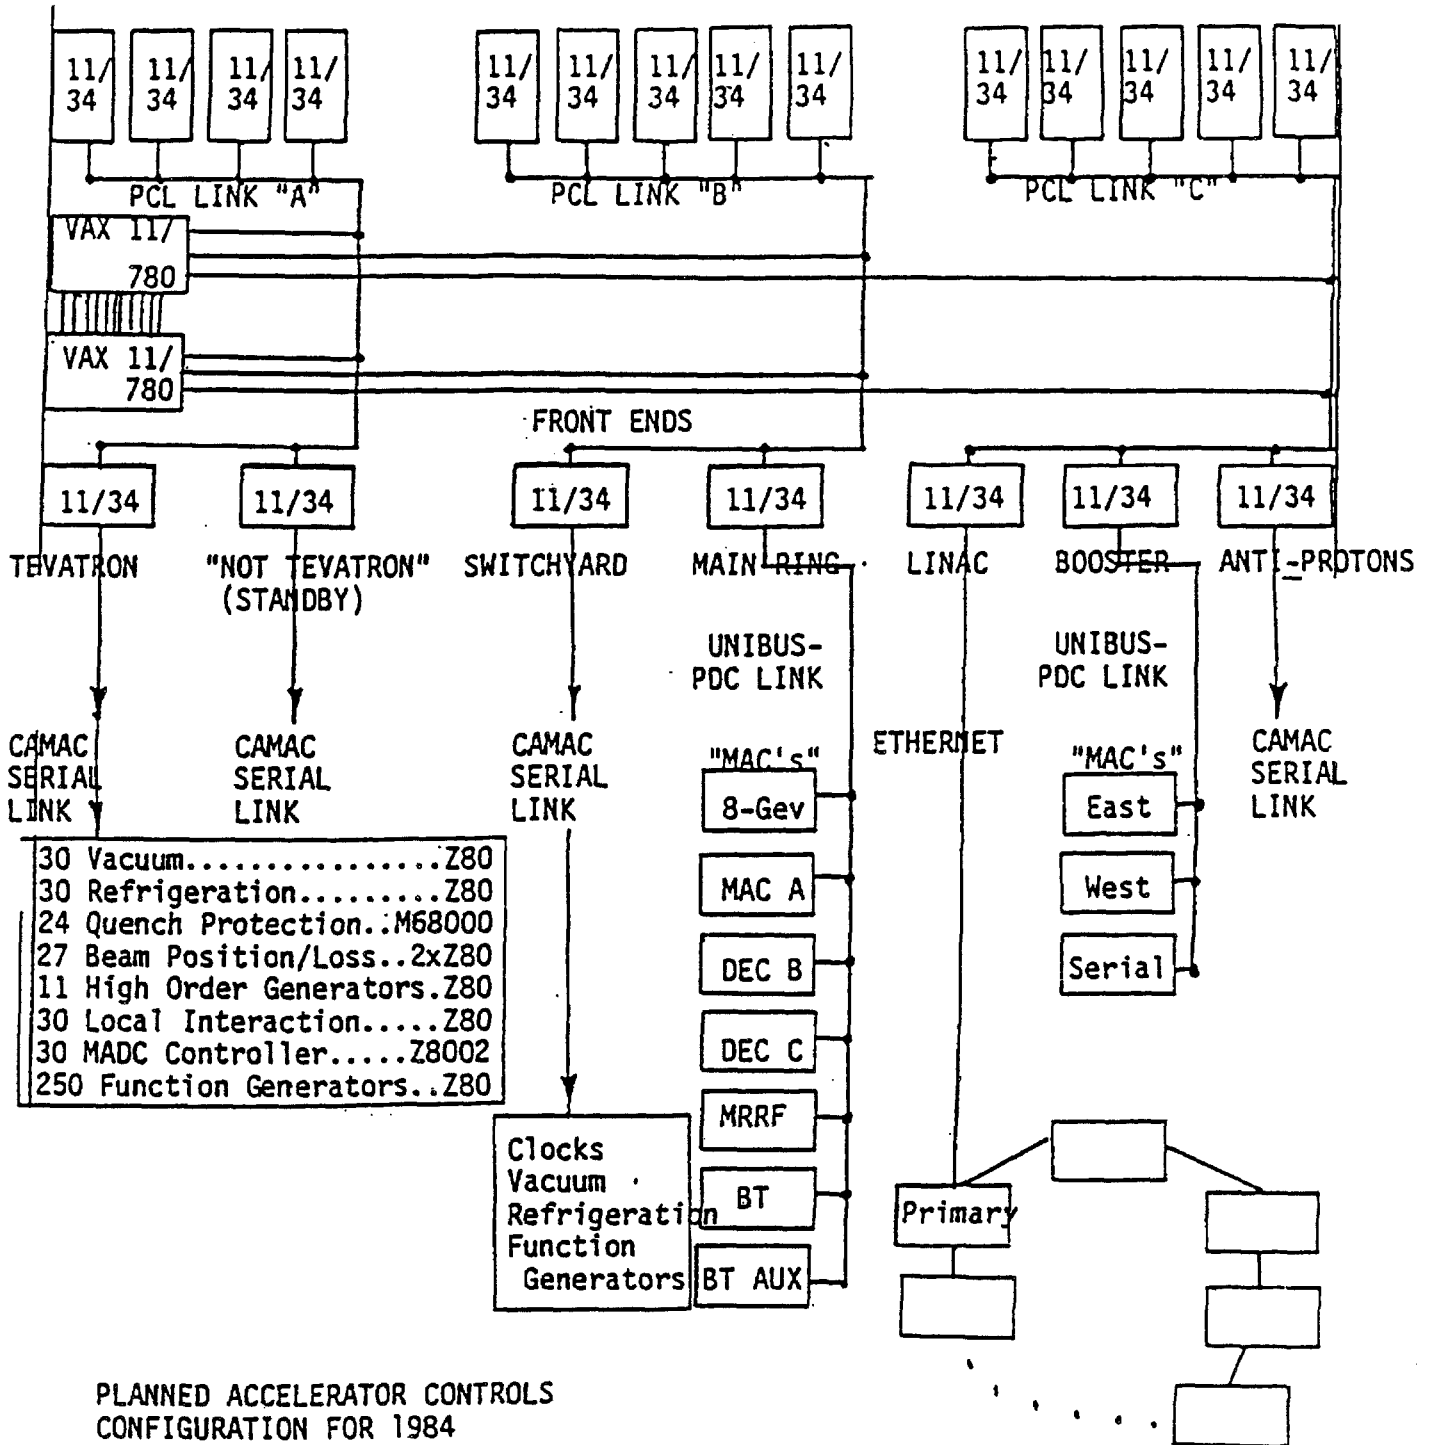 11/ 11/ 11/ 11/ 11/ 11/ 11/ 11/ 11/ 11/ 11/ 11/ 11/ 11/
34 34 34 34 34 34 34 34 34 34 34 34 34 34
PCL LINK "A" PCL LINK "B" PCL LINK "C"
VAX 11/
780
VAX 11/
780
FRONT ENDS
11/34 11/34 11/34 11/34 11/34 11/34 11/34
TEVATRON "NOT TEVATRON" SWITCHYARD MAIN RING LINAC BOOSTER ANTI-PROTONS
(STANDBY)
UNIBUS- UNIBUS-
PDC LINK PDC LINK
CAMAC CAMAC CAMAC ETHERNET CAMAC
SERIAL SERIAL SERIAL "MAC's" "MAC's" SERIAL
LINK LINK LINK LINK
8-Gev East
MAC A West
DEC B Serial
DEC C
MRRF
BT
BT AUX
30 Vacuum................Z80
30 Refrigeration.........Z80
24 Quench Protection..:M68000
27 Beam Position/Loss..2xZ80
11 High Order Generators.Z80
30 Local Interaction.....Z80
30 MADC Controller.....Z8002
250 Function Generators..Z80
Clocks
Vacuum
Refrigeration
Function
Generators
Primary
PLANNED ACCELERATOR CONTROLS
CONFIGURATION FOR 1984